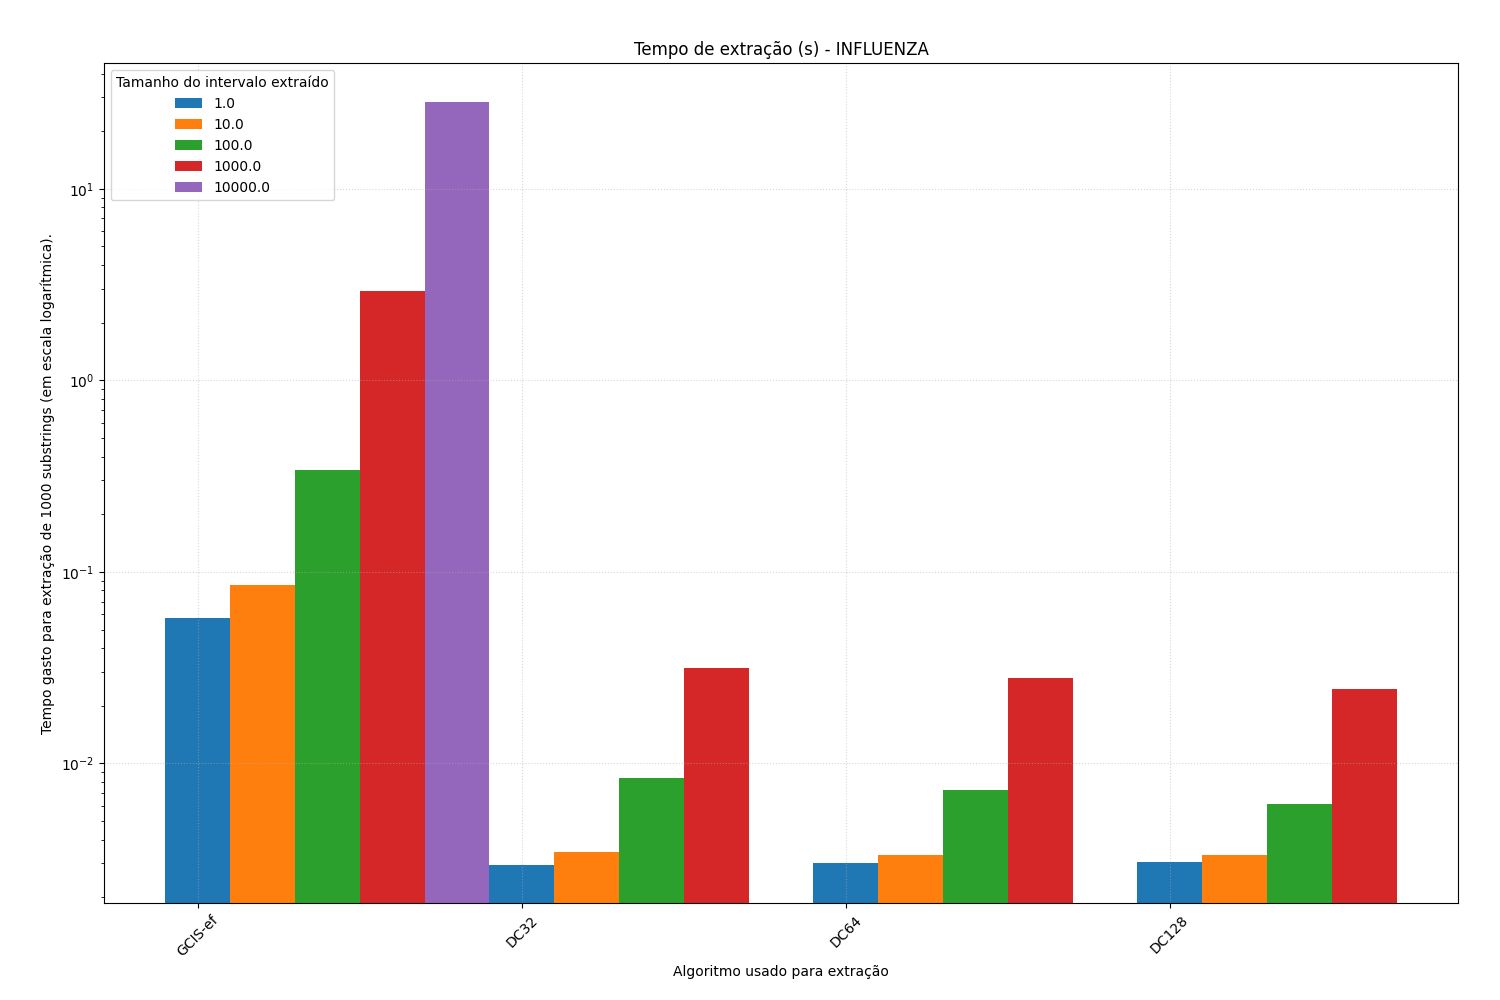 Tempo de extração (s) - INFLUENZA
Tamanho do intervalo extraído
1.0
10.0
100.0
1000.0
10000.0
10¹
10⁰
10⁻¹
10⁻²
Tempo gasto para extração de 1000 substrings (em escala logarítmica).
GCIS-ef
DC32
DC64
DC128
Algoritmo usado para extração